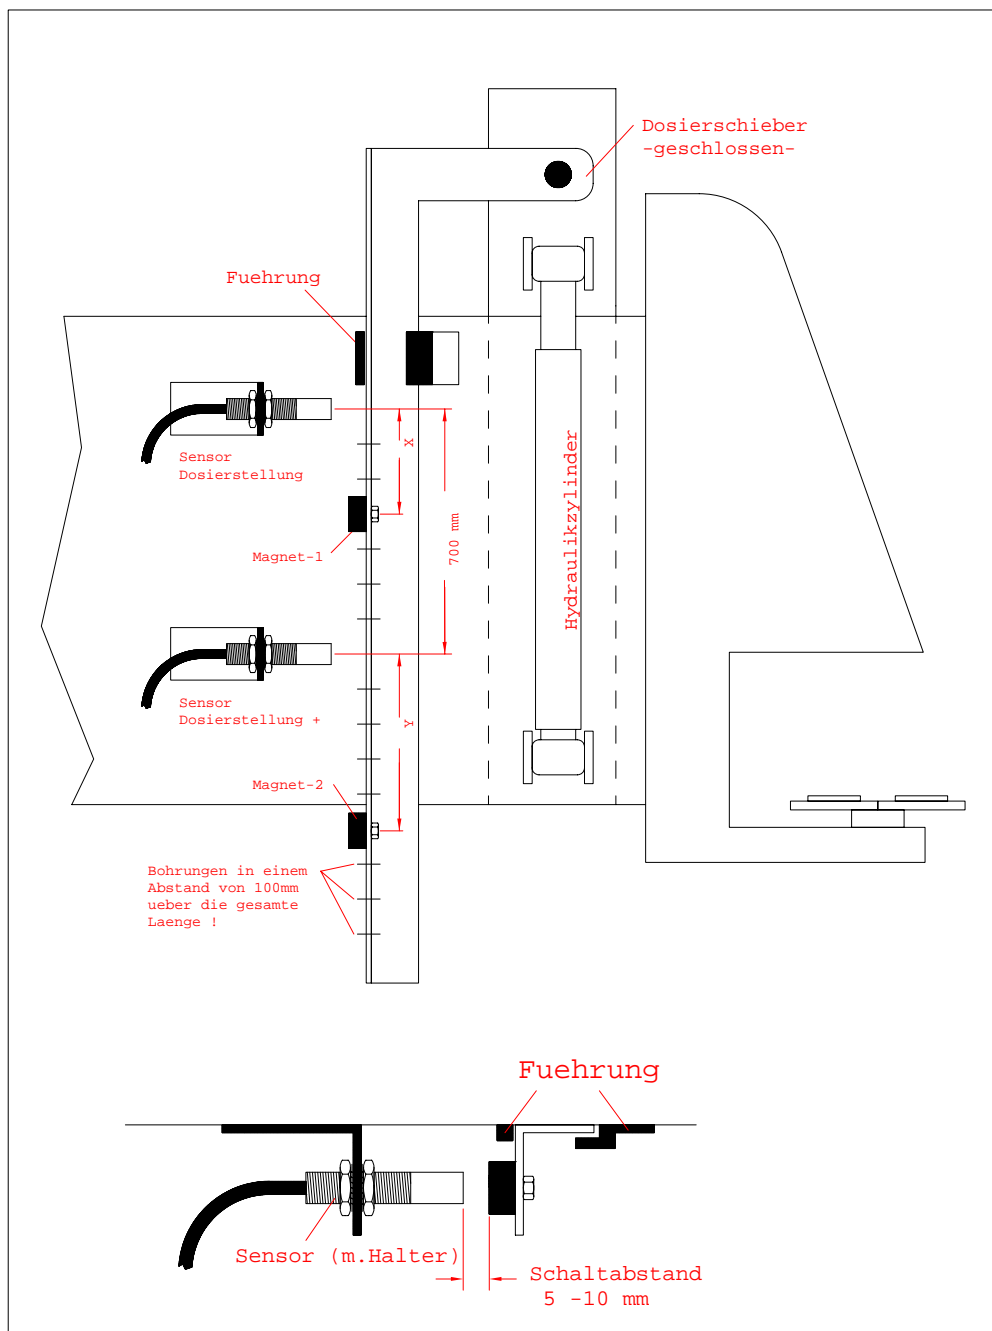 Dosierschieber
-geschlossen-
Fuehrung
Sensor
Dosierstellung
X
Magnet-1
700 mm
Hydraulikzylinder
Sensor
Dosierstellung +
Y
Magnet-2
Bohrungen in einem
Abstand von 100mm
ueber die gesamte
Laenge !
Fuehrung
Sensor (m.Halter)
Schaltabstand
5 -10 mm